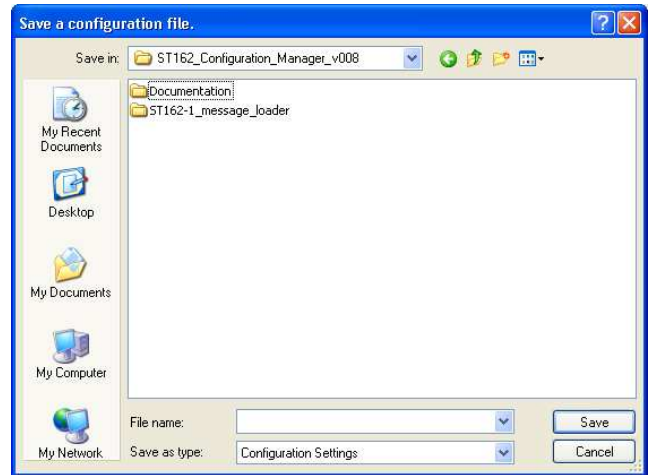 Save a configuration file.
Save in: ST162_Configuration_Manager_v008
Documentation
ST162-1_message_loader
My Recent
Documents
Desktop
My Documents
My Computer
My Network
File name:
Save
Save as type: Configuration Settings
Cancel